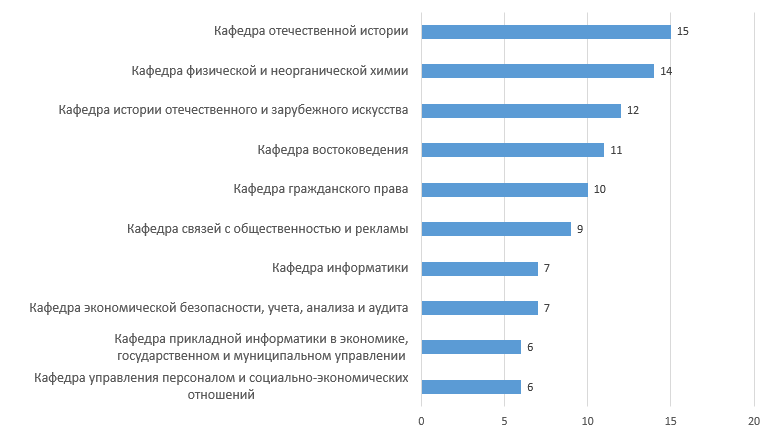 Кафедра отечественной истории
15
Кафедра физической и неорганической химии
14
Кафедра истории отечественного и зарубежного искусства
12
Кафедра востоковедения
11
Кафедра гражданского права
10
Кафедра связей с общественностью и рекламы
9
Кафедра информатики
7
Кафедра экономической безопасности, учета, анализа и аудита
7
Кафедра прикладной информатики в экономике,
государственном и муниципальном управлении
6
Кафедра управления персоналом и социально-экономических
отношений
6
0 5 10 15 20